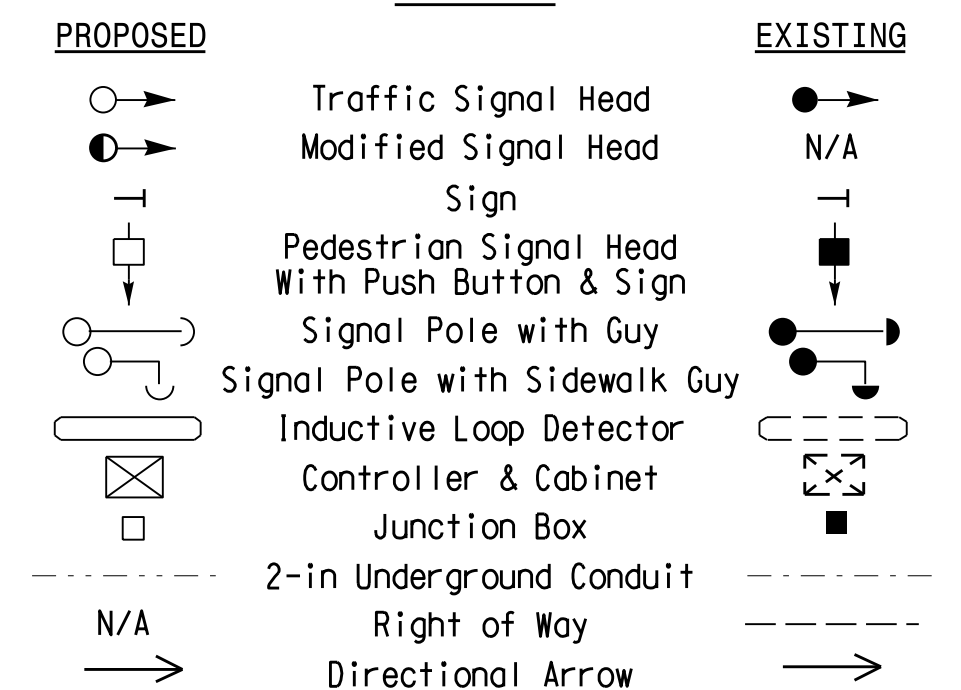 PROPOSED EXISTING
Traffic Signal Head
Modified Signal Head N/A
Sign
Pedestrian Signal Head
With Push Button & Sign
Signal Pole with Guy
Signal Pole with Sidewalk Guy
Inductive Loop Detector
Controller & Cabinet
Junction Box
2-in Underground Conduit
N/A Right of Way
Directional Arrow